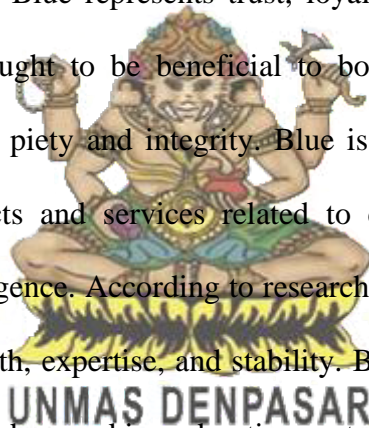 Blue represents trust, loyal
ught to be beneficial to bo
piety and integrity. Blue is
cts and services related to
gence. According to research
th, expertise, and stability. B
UNMAS DENPASAR